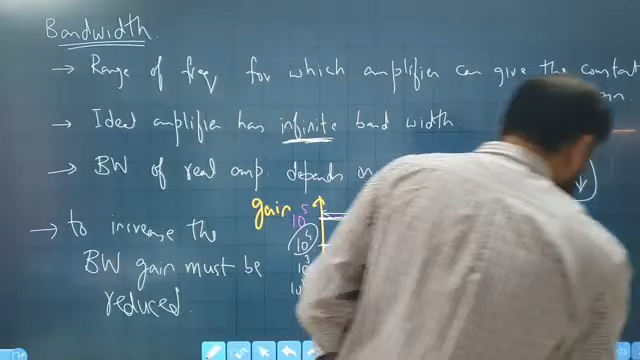 Bandwidth.
→ Range of freq for which amplifier can give the constant
→ Ideal amplifier has infinite band width.
→ BW of real amp. depends on
gain
10⁵
→ to increase the
10⁴
BW gain must be
10³
reduced.